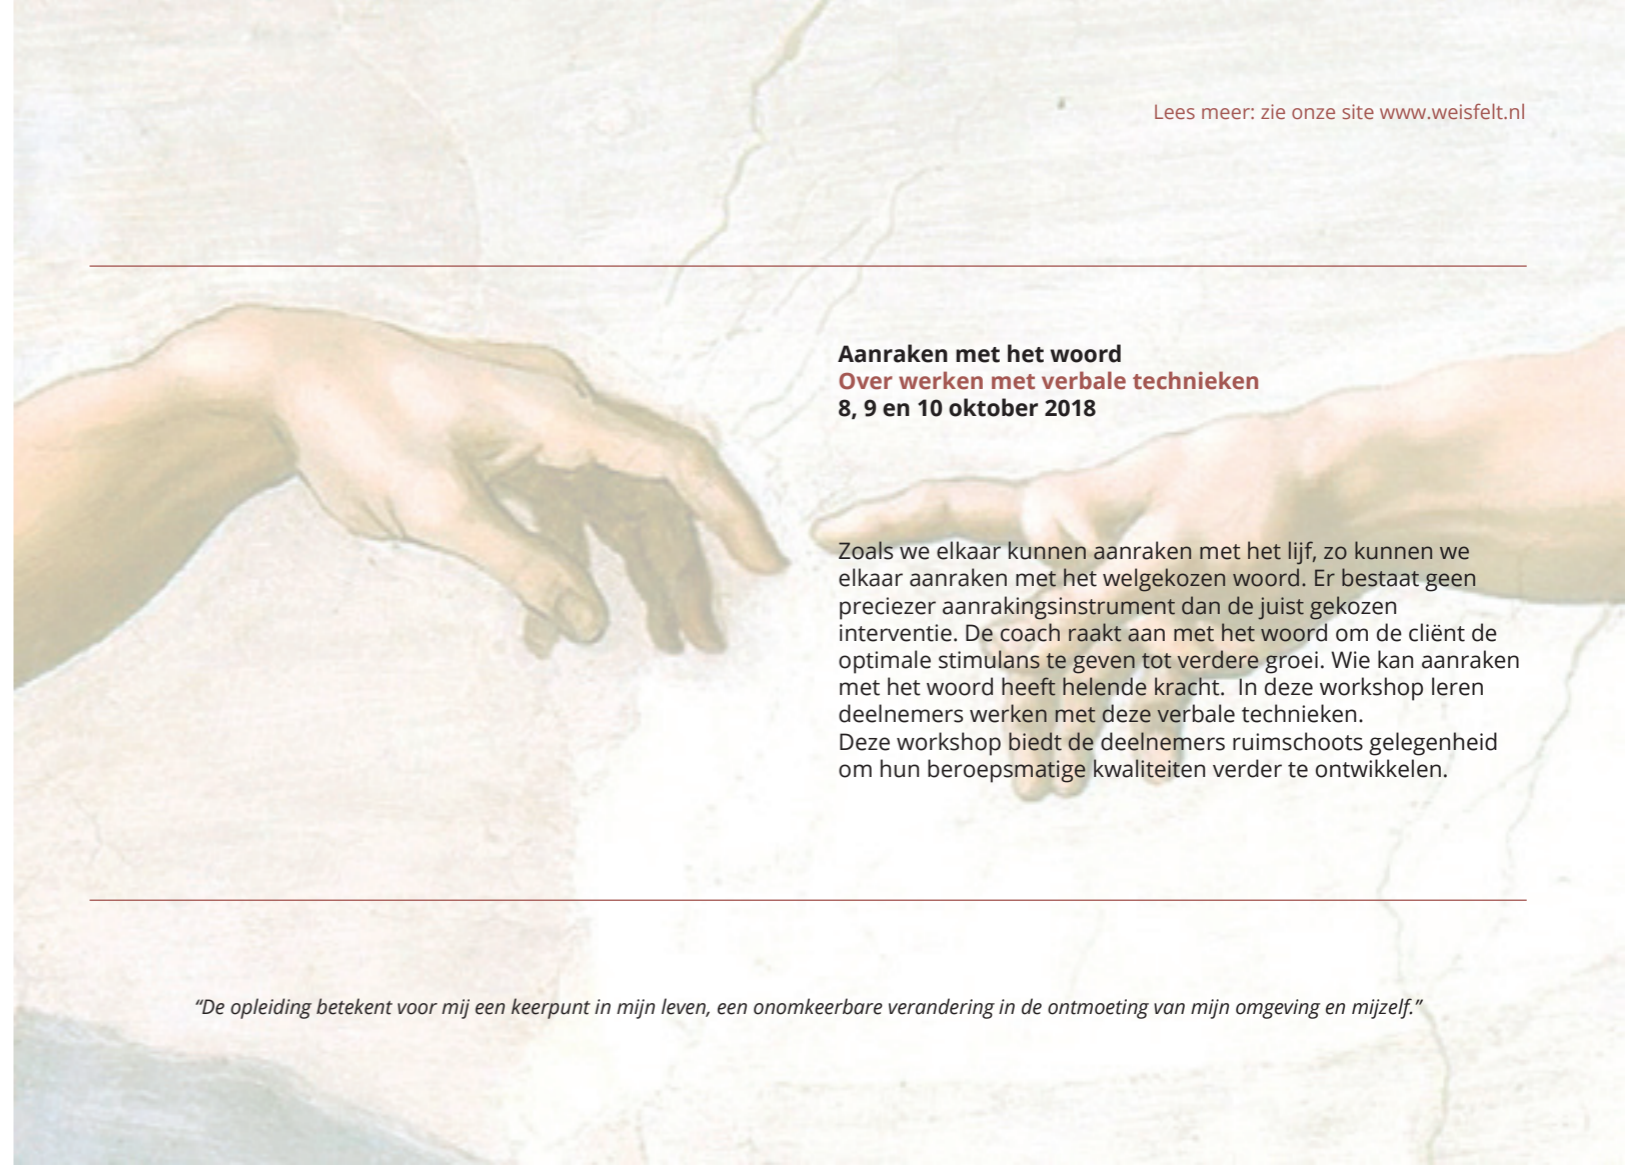 Lees meer: zie onze site www.weisfelt.nl
Aanraken met het woord
Over werken met verbale technieken
8, 9 en 10 oktober 2018
Zoals we elkaar kunnen aanraken met het lijf, zo kunnen we
elkaar aanraken met het welgekozen woord. Er bestaat geen
preciezer aanrakingsinstrument dan de juist gekozen
interventie. De coach raakt aan met het woord om de cliënt de
optimale stimulans te geven tot verdere groei. Wie kan aanraken
met het woord heeft helende kracht.  In deze workshop leren
deelnemers werken met deze verbale technieken.
Deze workshop biedt de deelnemers ruimschoots gelegenheid
om hun beroepsmatige kwaliteiten verder te ontwikkelen.
“De opleiding betekent voor mij een keerpunt in mijn leven, een onomkeerbare verandering in de ontmoeting van mijn omgeving en mijzelf.”